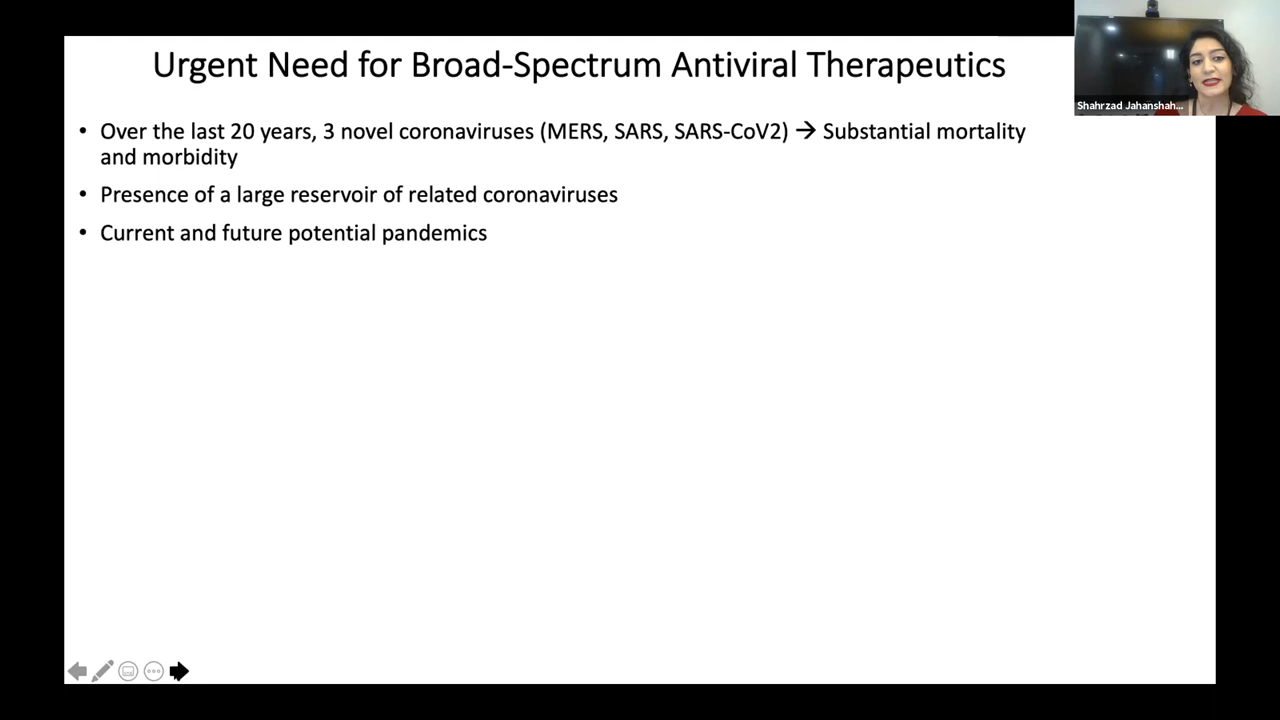 Urgent Need for Broad-Spectrum Antiviral Therapeutics
Shahrzad Jahanshah...
• Over the last 20 years, 3 novel coronaviruses (MERS, SARS, SARS-CoV2) → Substantial mortality
and morbidity
• Presence of a large reservoir of related coronaviruses
• Current and future potential pandemics